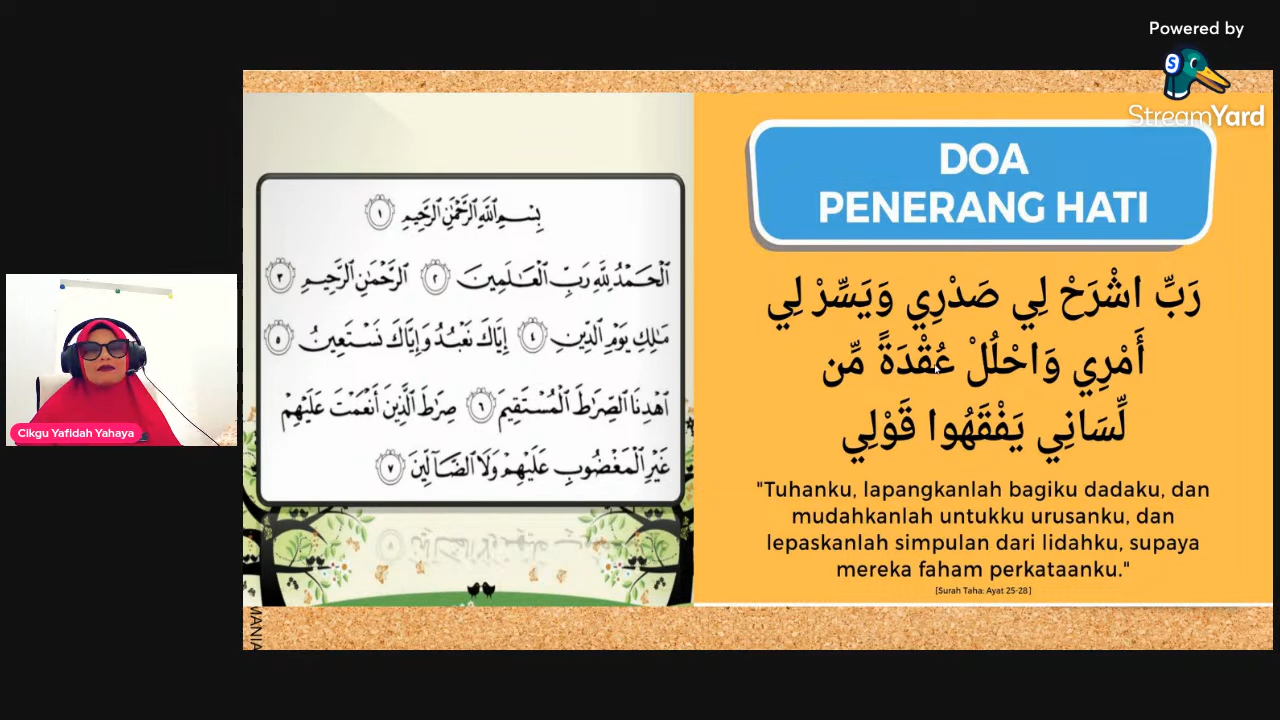 Powered by
StreamYard
بِسْمِ ٱللَّهِ ٱلرَّحْمَٰنِ ٱلرَّحِيمِ ١
ٱلْحَمْدُ لِلَّهِ رَبِّ ٱلْعَٰلَمِينَ ٢ ٱلرَّحْمَٰنِ ٱلرَّحِيمِ ٣
مَٰلِكِ يَوْمِ ٱلدِّينِ ٤ إِيَّاكَ نَعْبُدُ وَإِيَّاكَ نَسْتَعِينُ ٥
ٱهْدِنَا ٱلصِّرَٰطَ ٱلْمُسْتَقِيمَ ٦ صِرَٰطَ ٱلَّذِينَ أَنْعَمْتَ عَلَيْهِمْ
غَيْرِ ٱلْمَغْضُوبِ عَلَيْهِمْ وَلَا ٱلضَّآلِّينَ ٧
DOA
PENERANG HATI
رَبِّ اشْرَحْ لِي صَدْرِي وَيَسِّرْ لِي
أَمْرِي وَاحْلُلْ عُقْدَةً مِّن
لِّسَانِي يَفْقَهُوا قَوْلِي
"Tuhanku, lapangkanlah bagiku dadaku, dan
mudahkanlah untukku urusanku, dan
lepaskanlah simpulan dari lidahku, supaya
mereka faham perkataanku."
[Surah Taha: Ayat 25-28]
Cikgu Yafidah Yahaya
MANIA